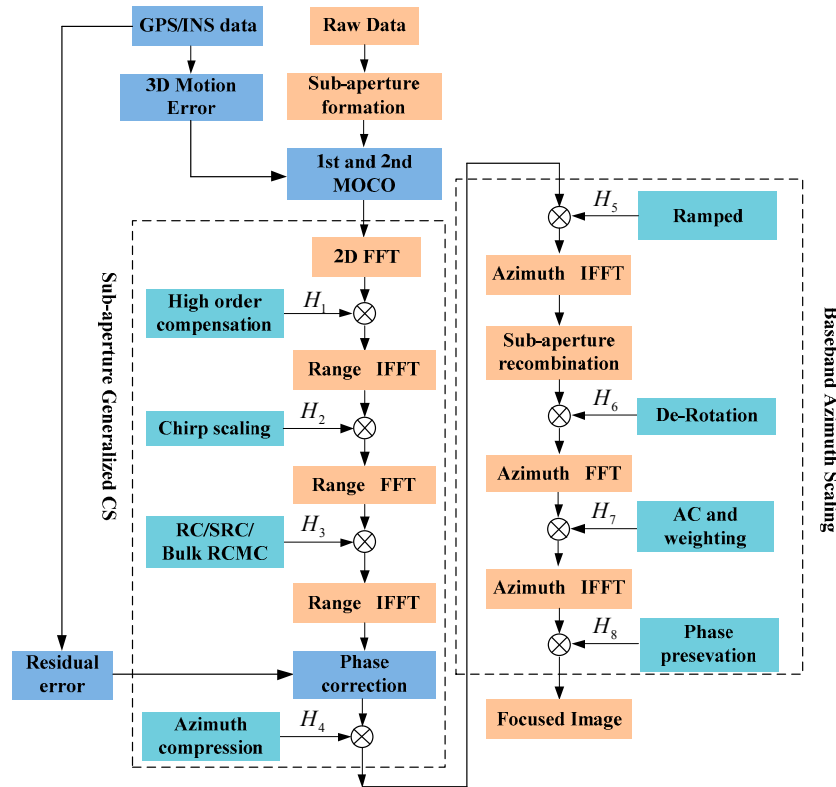 GPS/INS data
Raw Data
3D Motion
Error
Sub-aperture
formation
1st and 2nd
MOCO
Sub-aperture Generalized CS
2D FFT
High order
compensation
H1
Range IFFT
Chirp scaling
H2
Range FFT
RC/SRC/
Bulk RCMC
H3
Range IFFT
Residual
error
Phase
correction
Azimuth
compression
H4
Baseband Azimuth Scaling
H5
Ramped
Azimuth IFFT
Sub-aperture
recombination
H6
De-Rotation
Azimuth FFT
H7
AC and
weighting
Azimuth IFFT
H8
Phase
presevation
Focused Image